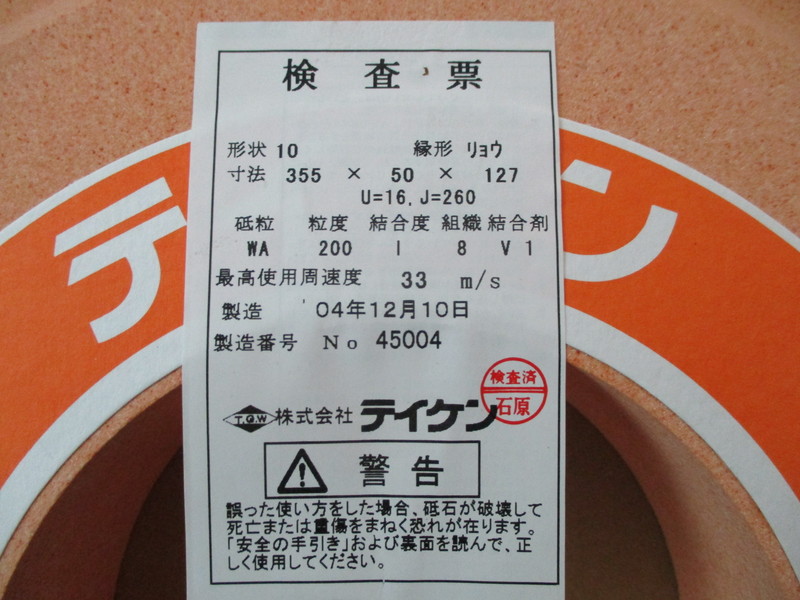 検査票
形状 10 縁形 リョウ
寸法 355 × 50 × 127
U=16. J=260
砥粒 粒度 結合度 組織 結合剤
WA 200 I 8 V 1
最高使用周速度 33 m/s
製造 '04年12月10日
製造番号 No 45004
検査済
石原
T.G.W 株式会社 テイケン
警告
誤った使い方をした場合、砥石が破壊して
死亡または重傷をまねく恐れが在ります。
「安全の手引き」および裏面を読んで、正
しく使用してください。
テ
ン